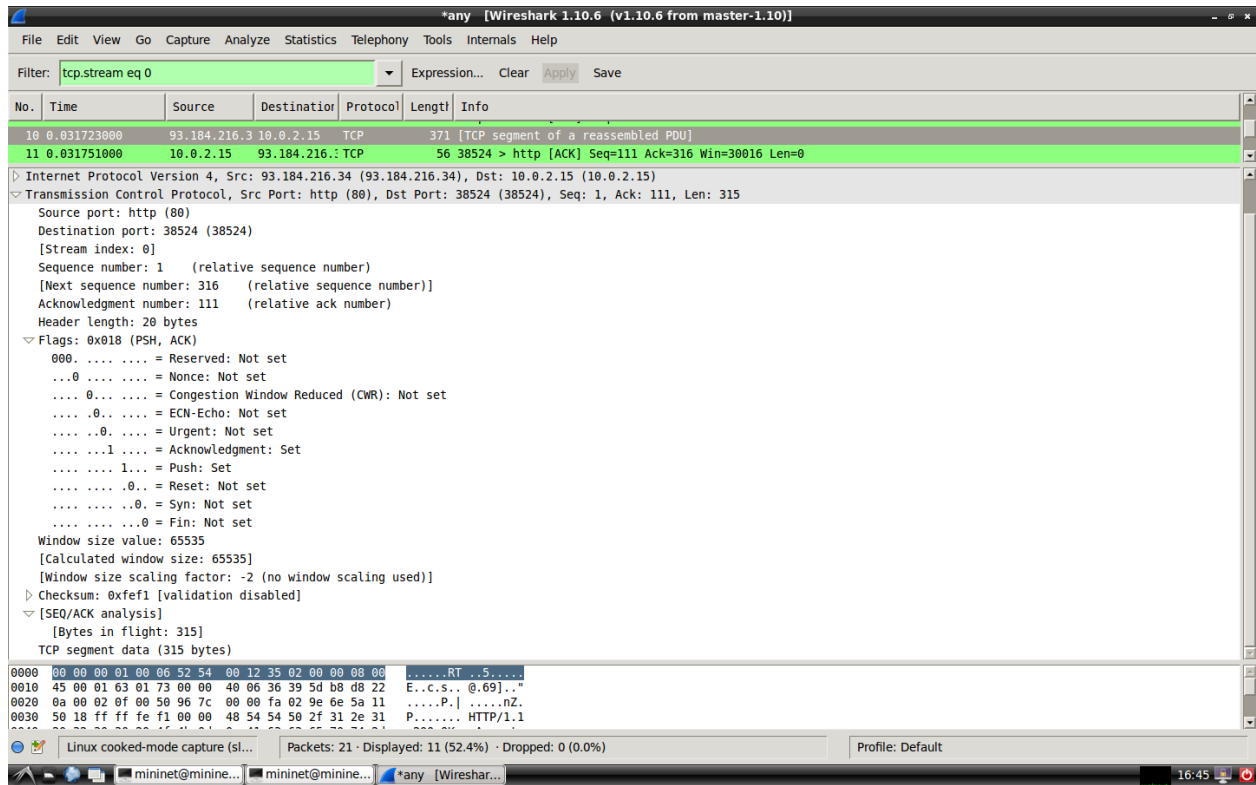 *any [Wireshark 1.10.6 (v1.10.6 from master-1.10)]
File Edit View Go Capture Analyze Statistics Telephony Tools Internals Help
Filter: tcp.stream eq 0 Expression... Clear Apply Save
No. Time Source Destination Protocol Length Info
10 0.031723000 93.184.216.3 10.0.2.15 TCP 371 [TCP segment of a reassembled PDU]
11 0.031751000 10.0.2.15 93.184.216.3 TCP 56 38524 > http [ACK] Seq=111 Ack=316 Win=30016 Len=0
Internet Protocol Version 4, Src: 93.184.216.34 (93.184.216.34), Dst: 10.0.2.15 (10.0.2.15)
Transmission Control Protocol, Src Port: http (80), Dst Port: 38524 (38524), Seq: 1, Ack: 111, Len: 315
Source port: http (80)
Destination port: 38524 (38524)
[Stream index: 0]
Sequence number: 1 (relative sequence number)
[Next sequence number: 316 (relative sequence number)]
Acknowledgment number: 111 (relative ack number)
Header length: 20 bytes
Flags: 0x018 (PSH, ACK)
000. .... .... = Reserved: Not set
...0 .... .... = Nonce: Not set
.... 0... .... = Congestion Window Reduced (CWR): Not set
.... .0.. .... = ECN-Echo: Not set
.... ..0. .... = Urgent: Not set
.... ...1 .... = Acknowledgment: Set
.... .... 1... = Push: Set
.... .... .0.. = Reset: Not set
.... .... ..0. = Syn: Not set
.... .... ...0 = Fin: Not set
Window size value: 65535
[Calculated window size: 65535]
[Window size scaling factor: -2 (no window scaling used)]
Checksum: 0xfef1 [validation disabled]
[SEQ/ACK analysis]
[Bytes in flight: 315]
TCP segment data (315 bytes)
0000 00 00 00 01 00 06 52 54 00 12 35 02 00 00 08 00 ......RT ..5.....
0010 45 00 01 63 01 73 00 00 40 06 36 39 5d b8 d8 22 E..c.s.. @.69].."
0020 0a 00 02 0f 00 50 96 7c 00 00 fa 02 9e 6e 5a 11 .....P.| .....nZ.
0030 50 18 ff ff fe f1 00 00 48 54 54 50 2f 31 2e 31 P....... HTTP/1.1
Linux cooked-mode capture (sl... Packets: 21 · Displayed: 11 (52.4%) · Dropped: 0 (0.0%) Profile: Default
mininet@minine... mininet@minine... *any [Wireshar... 16:45